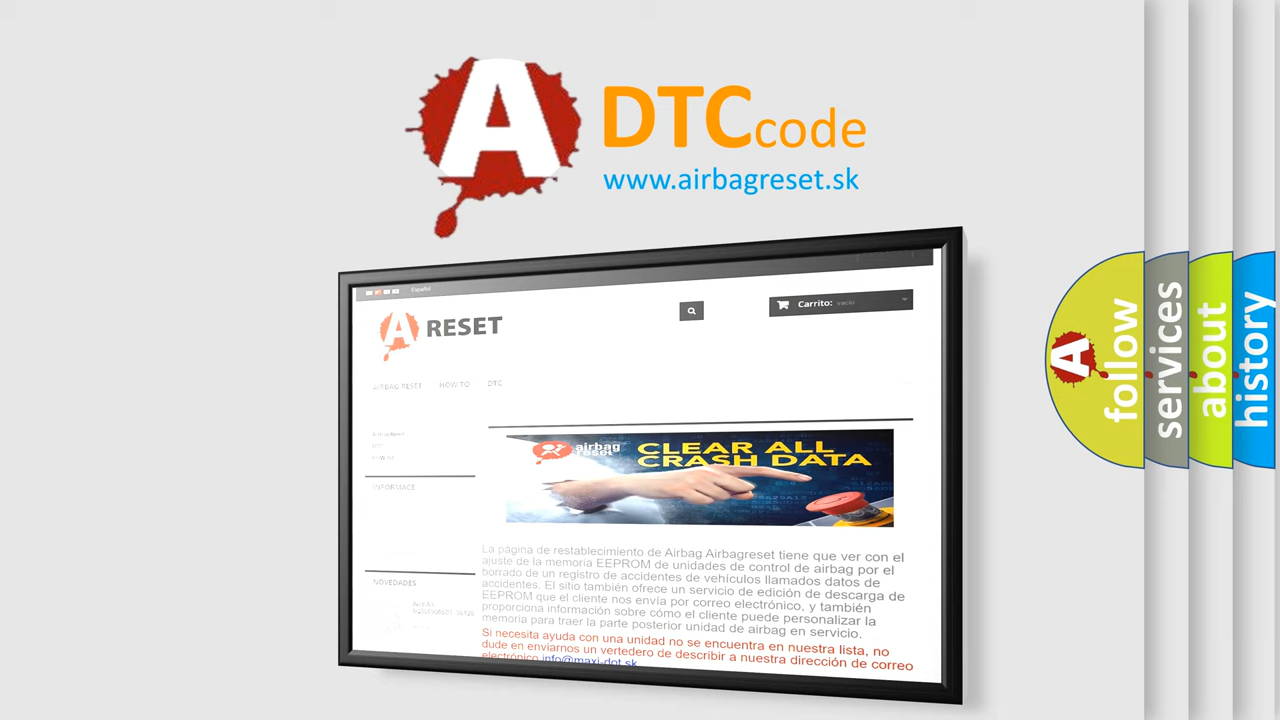 A
DTCcode
www.airbagreset.sk
Español
A RESET
Carrito: vacío
AIRBAG RESET HOW TO DTC
Airbag Reset
DTC
HOW TO
INFORMACE
airbag
reset
CLEAR ALL
CRASH DATA
La página de restablecimiento de Airbag Airbagreset tiene que ver con el
ajuste de la memoria EEPROM de unidades de control de airbag por el
borrado de un registro de accidentes de vehículos llamados datos de
accidentes. El sitio también ofrece un servicio de edición de descarga de
EEPROM que el cliente nos envía por correo electrónico, y también
proporciona información sobre cómo el cliente puede personalizar la
memoria para traer la parte posterior unidad de airbag en servicio.
Si necesita ayuda con una unidad no se encuentra en nuestra lista, no
dude en enviarnos un vertedero de describir a nuestra dirección de correo
electrónico info@maxi-dot.sk
NOVEDADES
A
follow
services
about
history